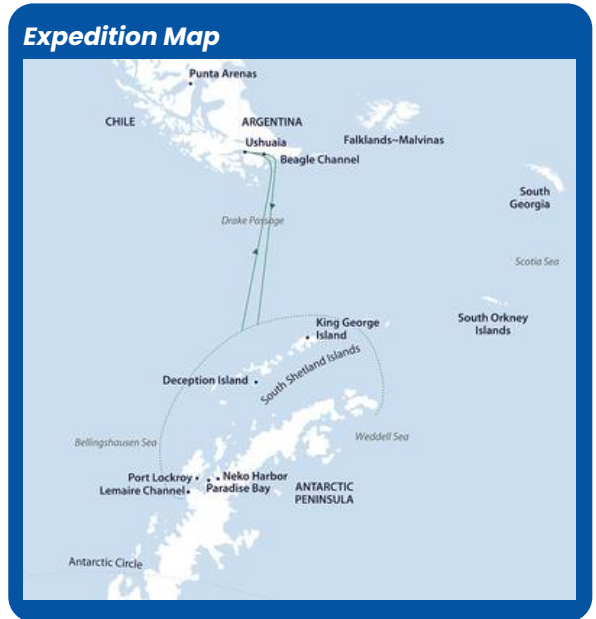 Expedition Map
Punta Arenas
CHILE
ARGENTINA
Ushuaia
Beagle Channel
Falklands~Malvinas
South
Georgia
Drake Passage
Scotia Sea
King George
Island
South Orkney
Islands
Deception Island
South Shetland Islands
Bellingshausen Sea
Weddell Sea
Port Lockroy
Neko Harbor
Lemaire Channel
Paradise Bay
ANTARCTIC
PENINSULA
Antarctic Circle